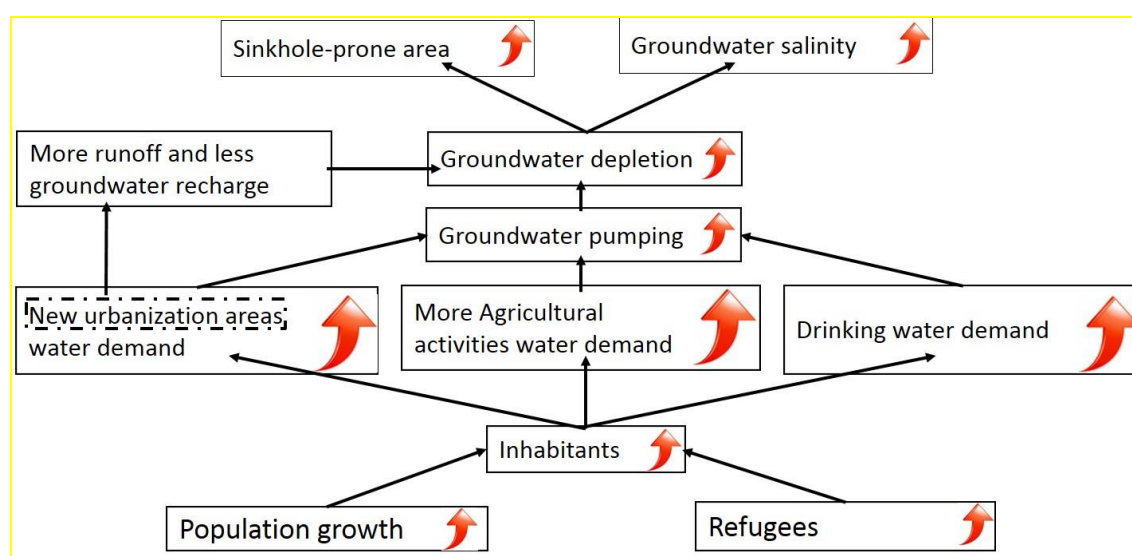 Sinkhole-prone area
Groundwater salinity
More runoff and less
groundwater recharge
Groundwater depletion
Groundwater pumping
New urbanization areas
water demand
More Agricultural
activities water demand
Drinking water demand
Inhabitants
Population growth
Refugees